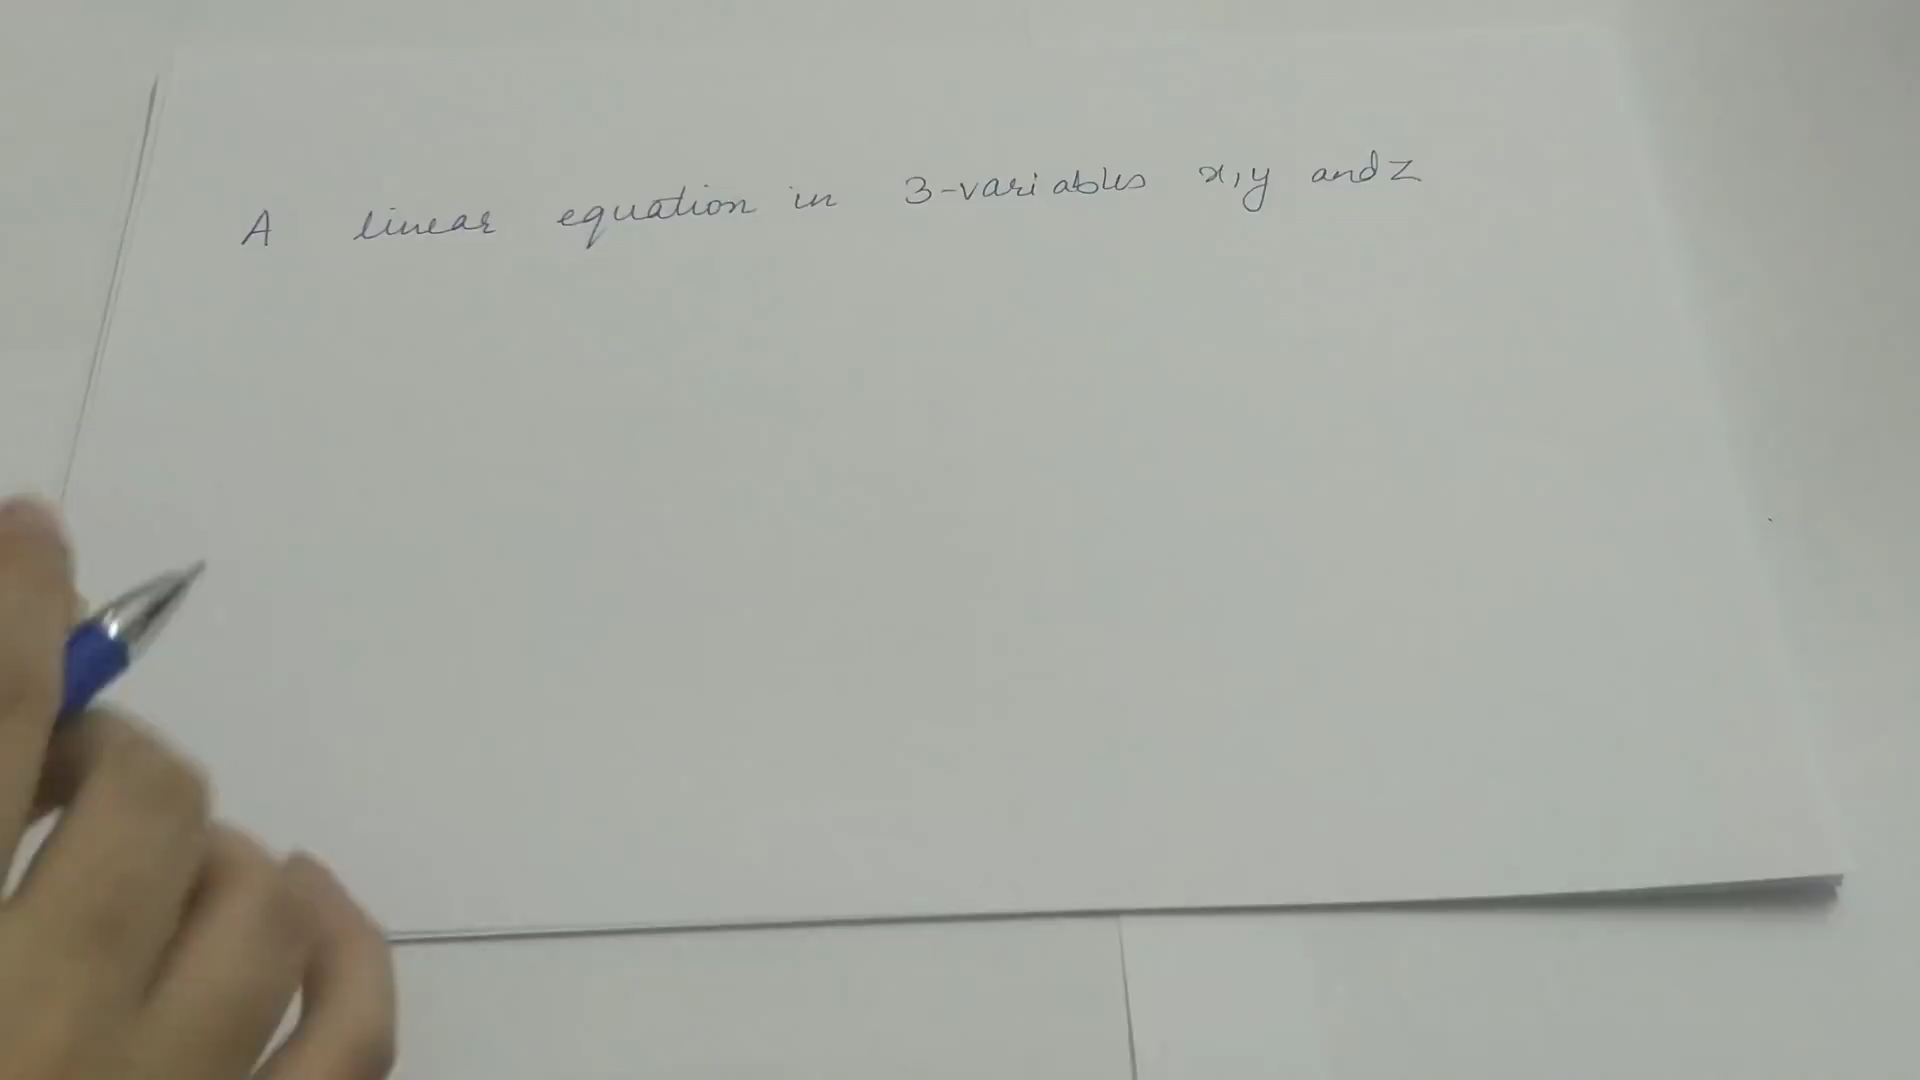 A linear equation in 3-variables x, y and z